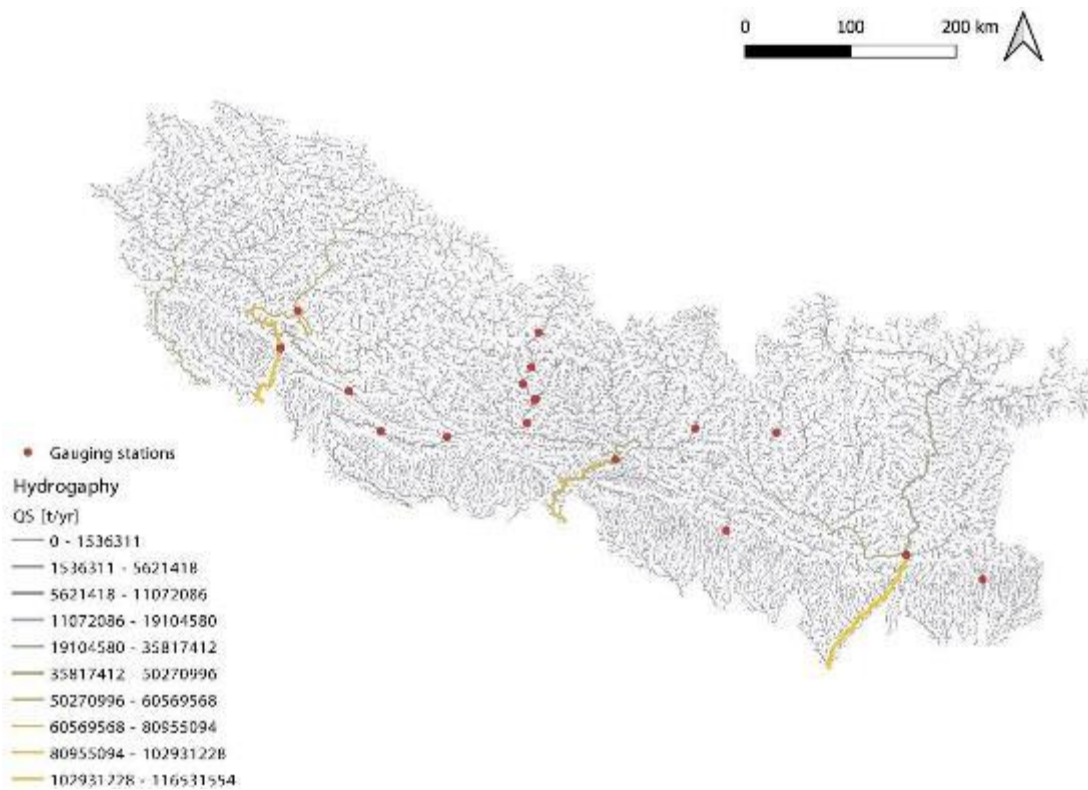 0 100 200 km
Gauging stations
Hydrogaphy
QS [t/yr]
0 - 1536311
1536311 - 5621418
5621418 - 11072086
11072086 - 19104580
19104580 - 35817412
35817412 - 50270996
50270996 - 60569568
60569568 - 80955094
80955094 - 102931228
102931228 - 116531554